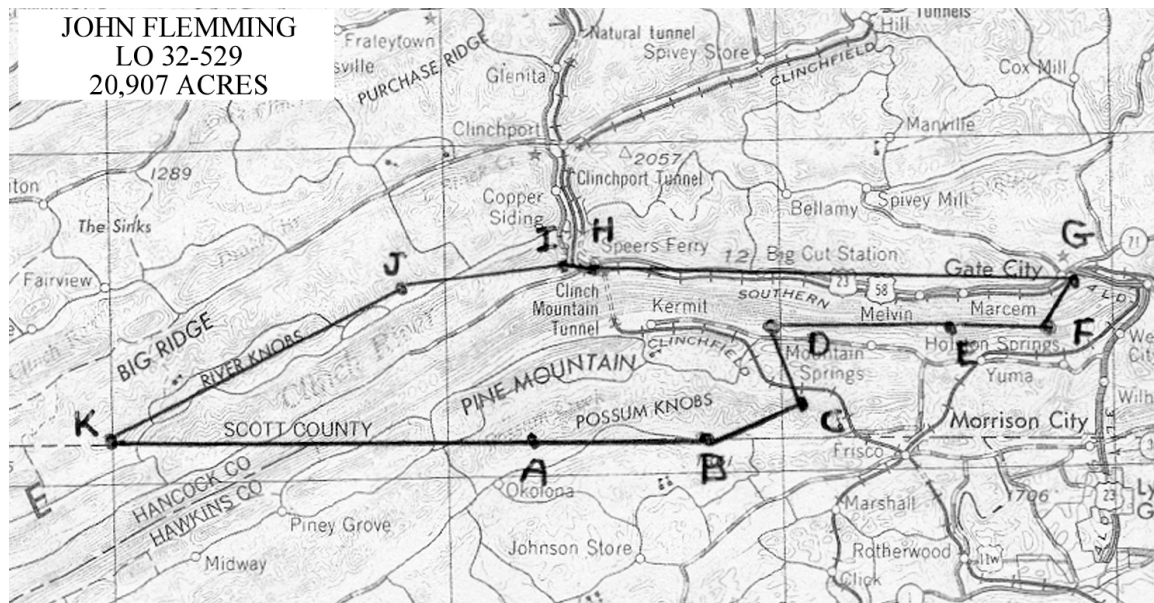 JOHN FLEMMING
LO 32-529
20,907 ACRES
Fraleytown
Natural tunnel
Tunnels
Hill
Spivey Store
Cox Mill
sville
PURCHASE RIDGE
Glenita
CLINCHFIELD
Clinchport
Manville
2057
1289
Clinchport Tunnel
Copper
Siding
Bellamy
Spivey Mill
nton
The Sinks
I
H
G
71
Speers Ferry
12
Big Cut Station
J
Gate City
Fairview
23
58
SOUTHERN
Clinch
Mountain
Tunnel
Kermit
Melvin
Marcem
BIG RIDGE
RIVER KNOBS
Clinch River
CLINCHFIELD
D
Mountain
Springs
Holston Springs
E
F
Yuma
PINE MOUNTAIN
K
SCOTT COUNTY
POSSUM KNOBS
C
Morrison City
A
B
Frisco
HANCOCK CO
HAWKINS CO
E
Okolona
Piney Grove
Marshall
1706
23
Midway
Johnson Store
Rotherwood
11W
Click